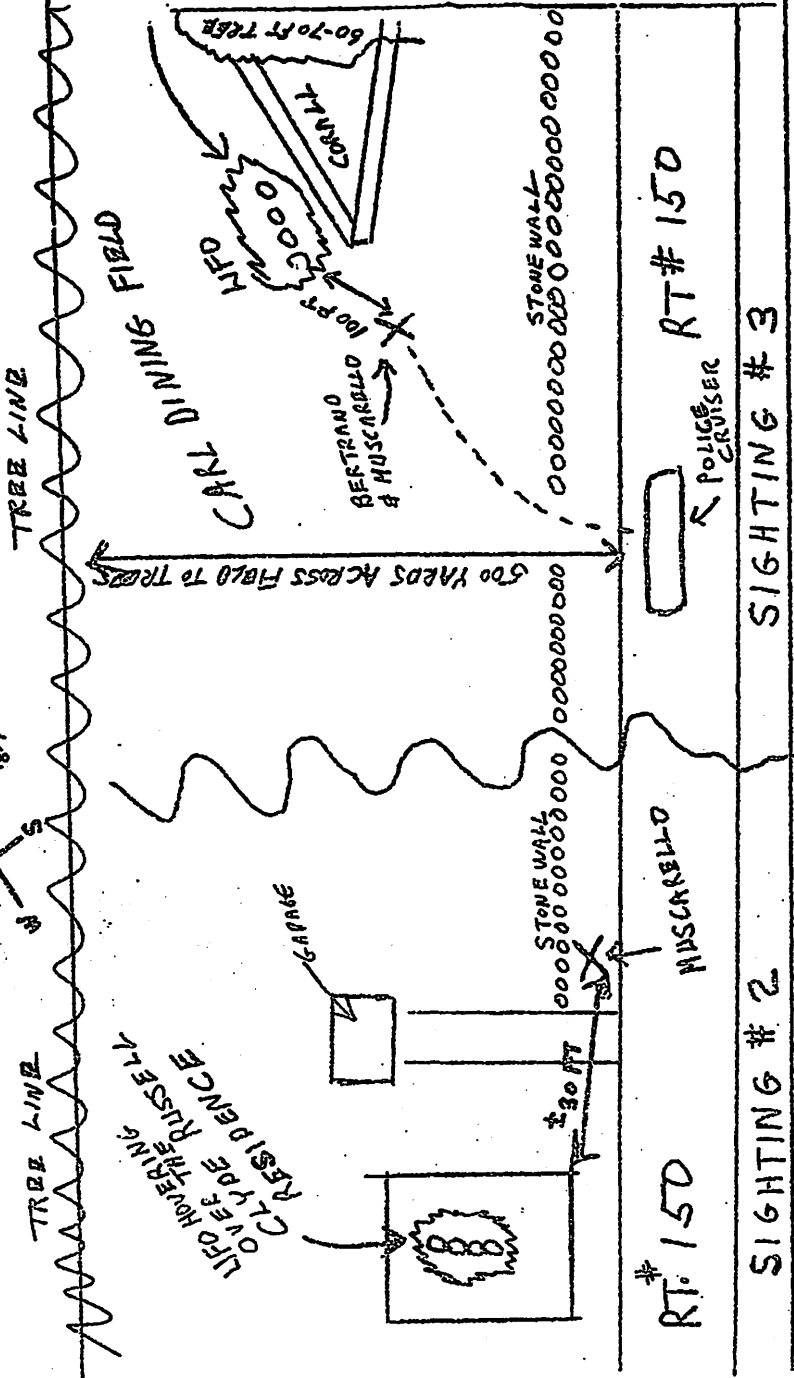 TREE LINE
TREE LINE
W
S
UFO HOVERING
OVER THE
CLYDE RUSSELL
RESIDENCE
GARAGE
±30 FT
STONE WALL
MUSCARELLO
RT.# 150
SIGHTING # 2
500 YARDS ACROSS FIELD TO TREES
CARL DINING FIELD
UFO
100 FT
BERTRAND
& MUSCARELLO
60-70 FT TREE
CORALL
STONE WALL
POLICE
CRUISER
RT# 150
SIGHTING # 3